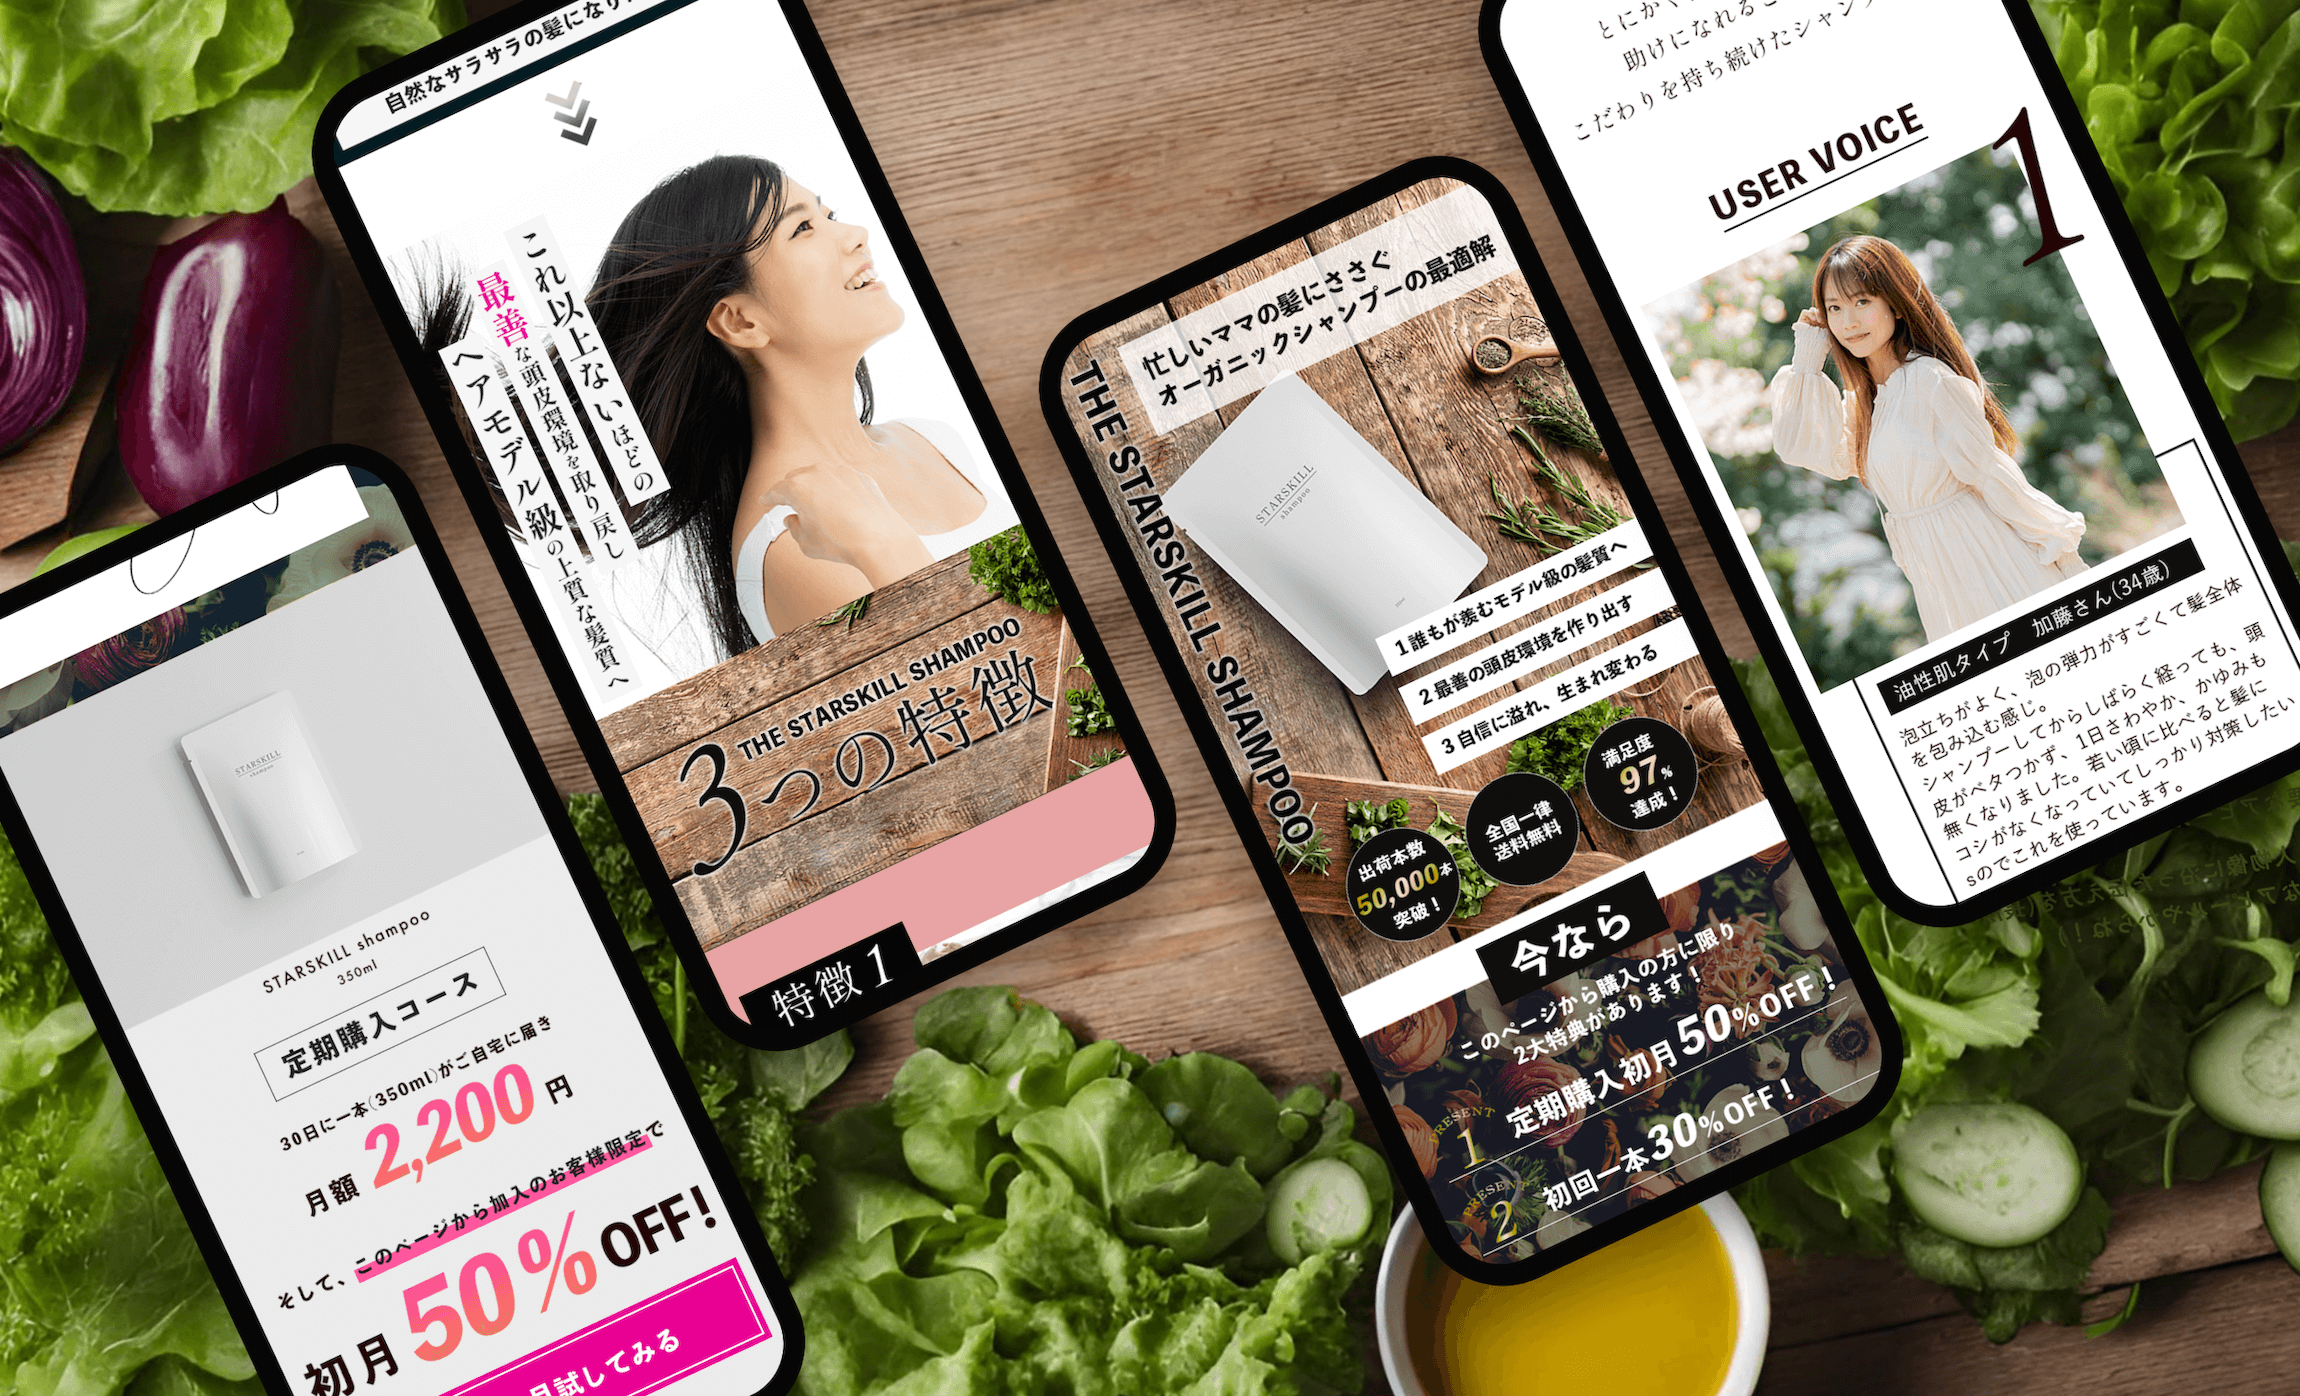 STARSKILL
shampoo
STARSKILL shampoo
350ml
定期購入コース
30日に一本(350ml)がご自宅に届き
月額 2,200 円
そして、このページから加入のお客様限定で
初月 50% OFF!
試してみる
自然なサラサラの髪になり
これ以上ないほどの
最善な頭皮環境を取り戻し
ヘアモデル級の上質な髪質へ
THE STARSKILL SHAMPOO
3つの特徴
特徴 1
忙しいママの髪にささぐ
オーガニックシャンプーの最適解
THE STARSKILL SHAMPOO
STARSKILL
shampoo
1 誰もが羨むモデル級の髪質へ
2 最善の頭皮環境を作り出す
3 自信に溢れ、生まれ変わる
出荷本数
50,000本
突破！
全国一律
送料無料
満足度
97%
達成！
今なら
このページから購入の方に限り
2大特典があります！
PRESENT
1
定期購入初月50%OFF！
PRESENT
2
初回一本30%OFF！
とにかく
助けになれるこ
こだわりを持ち続けたシャン
USER VOICE
1
油性肌タイプ　加藤さん(34歳)
泡立ちがよく、泡の弾力がすごくて髪全体
を包み込む感じ。
シャンプーしてからしばらく経っても、頭
皮がベタつかず、1日さわやか、かゆみも
無くなりました。若い頃に比べると髪に
コシがなくなっていてしっかり対策したい
sのでこれを使っています。